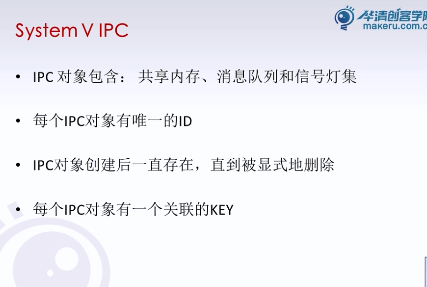 System V IPC
华清创客学院
makeru.com.cn
• IPC 对象包含： 共享内存、消息队列和信号灯集
• 每个IPC对象有唯一的ID
• IPC对象创建后一直存在，直到被显式地删除
• 每个IPC对象有一个关联的KEY